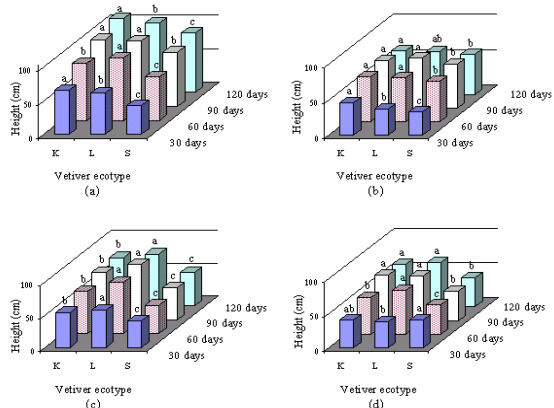 a
b
c
a
a
b
b
a
c
a
b
c
100
50
0
Height (cm)
K L S
30 days
60 days
90 days
120 days
Vetiver ecotype
(a)
a
ab
b
a
a
b
a
a
b
a
b
c
100
50
0
Height (cm)
K L S
30 days
60 days
90 days
120 days
Vetiver ecotype
(b)
b
a
c
b
a
c
b
a
c
b
a
c
100
50
0
Height (cm)
K L S
30 days
60 days
90 days
120 days
Vetiver ecotype
(c)
a
a
b
a
a
b
b
a
c
ab
b
a
100
50
0
Height (cm)
K L S
30 days
60 days
90 days
120 days
Vetiver ecotype
(d)